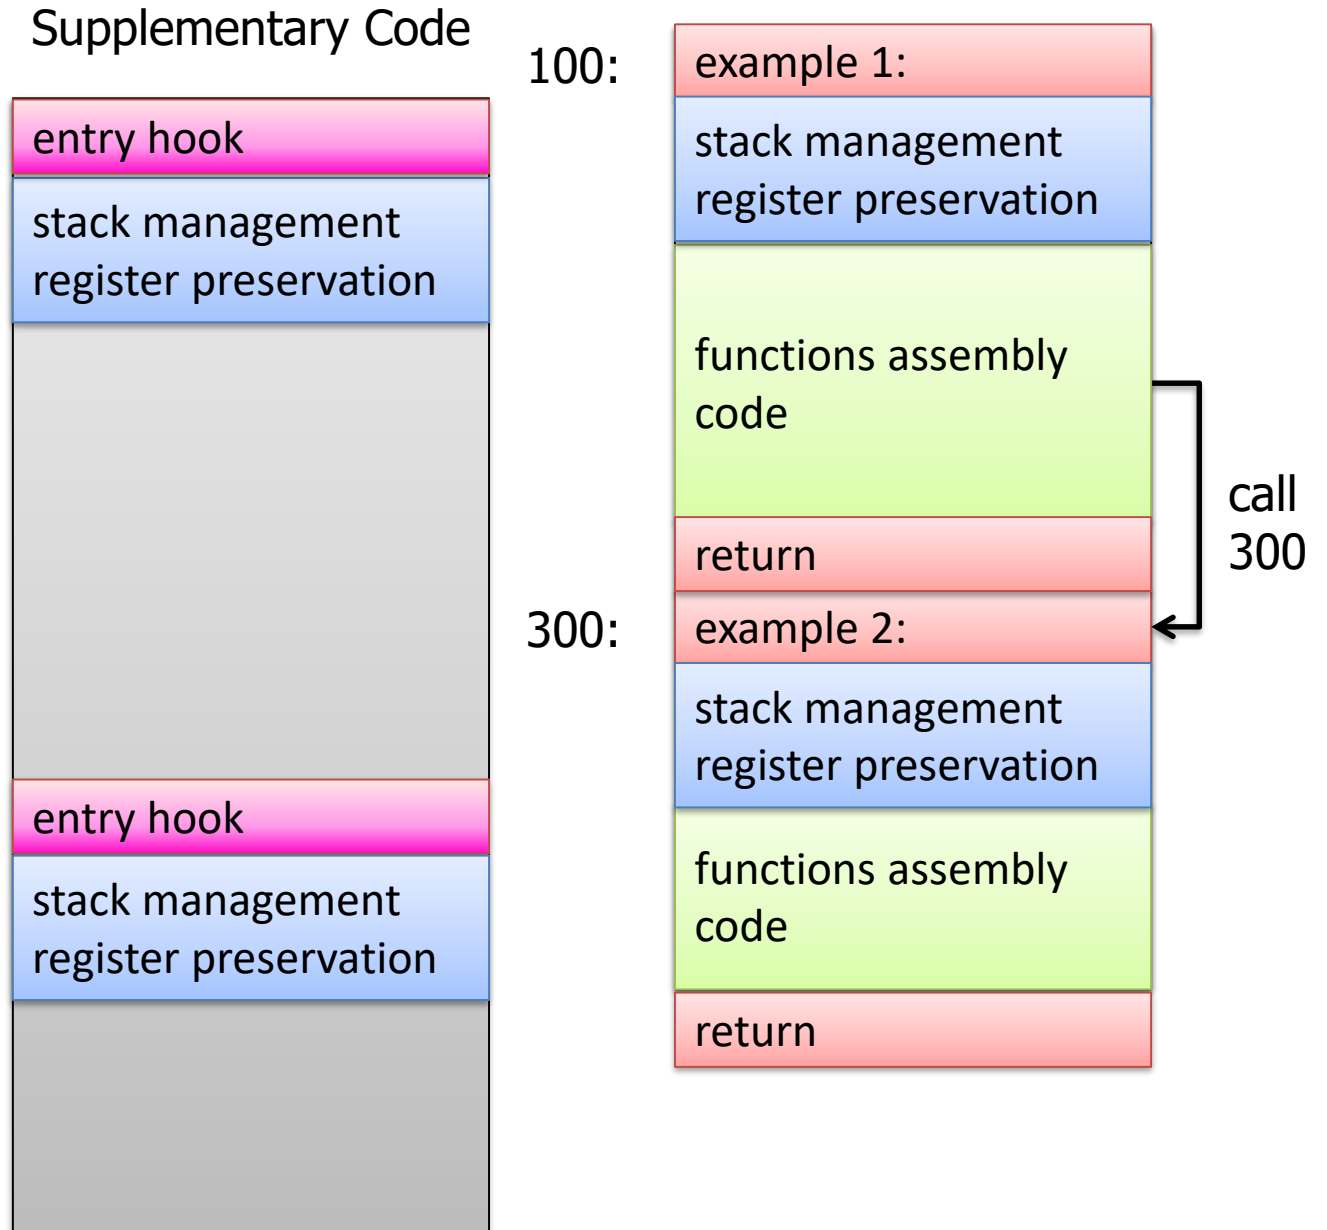 Supplementary Code
entry hook
stack management
register preservation
entry hook
stack management
register preservation
100:
example 1:
stack management
register preservation
functions assembly
code
return
300:
example 2:
stack management
register preservation
functions assembly
code
return
call
300